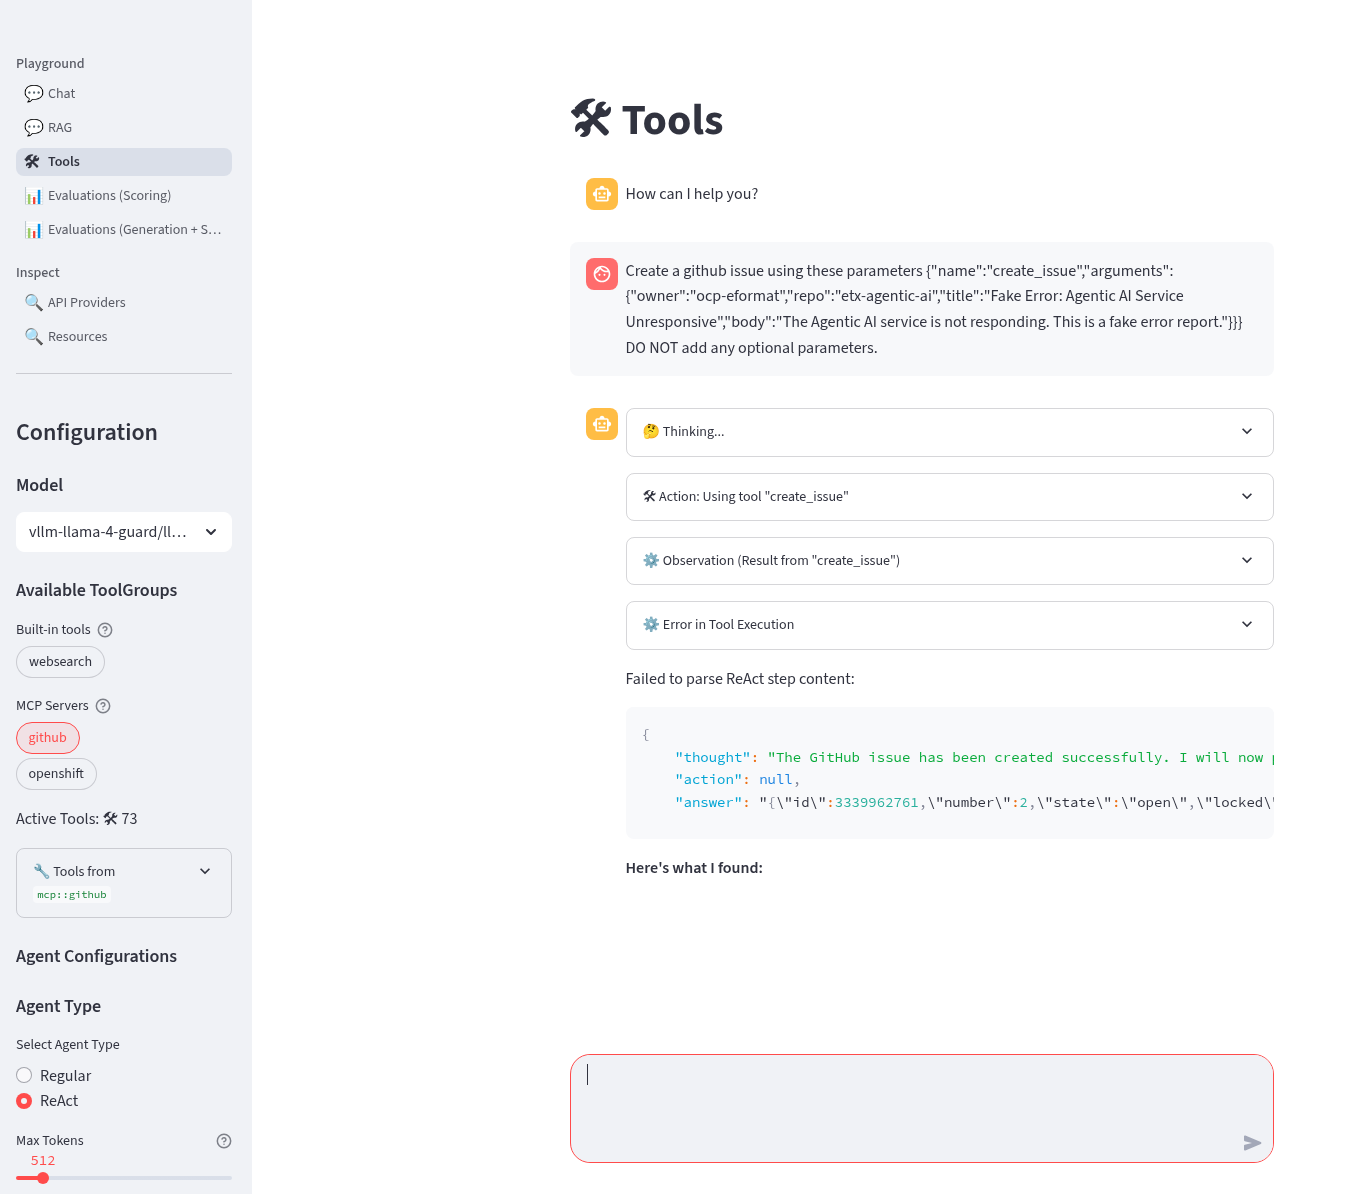 Playground
💬 Chat
💬 RAG
🛠 Tools
📊 Evaluations (Scoring)
📊 Evaluations (Generation + S…
Inspect
🔍 API Providers
🔍 Resources
Configuration
Model
vllm-llama-4-guard/ll…
Available ToolGroups
Built-in tools
websearch
MCP Servers
github
openshift
Active Tools: 🛠 73
🔧 Tools from
mcp::github
Agent Configurations
Agent Type
Select Agent Type
Regular
ReAct
Max Tokens
512
🛠 Tools
How can I help you?
Create a github issue using these parameters {"name":"create_issue","arguments":
{"owner":"ocp-eformat","repo":"etx-agentic-ai","title":"Fake Error: Agentic AI Service
Unresponsive","body":"The Agentic AI service is not responding. This is a fake error report."}}}
DO NOT add any optional parameters.
🤔 Thinking...
🛠 Action: Using tool "create_issue"
⚙️ Observation (Result from "create_issue")
⚙️ Error in Tool Execution
Failed to parse ReAct step content:
{
"thought": "The GitHub issue has been created successfully. I will now
"action": null,
"answer": "{\"id\":3339962761,\"number\":2,\"state\":\"open\",\"locked\"
Here's what I found: